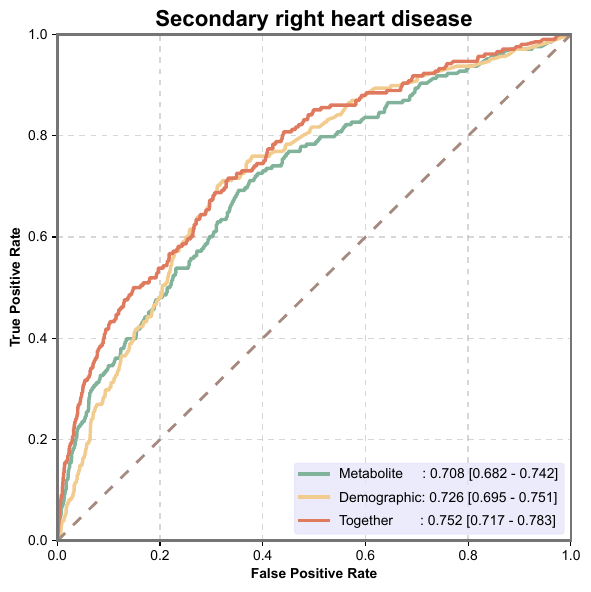 Secondary right heart disease
True Positive Rate
1.0
0.8
0.6
0.4
0.2
0.0
Metabolite : 0.708 [0.682 - 0.742]
Demographic: 0.726 [0.695 - 0.751]
Together : 0.752 [0.717 - 0.783]
0.0 0.2 0.4 0.6 0.8 1.0
False Positive Rate